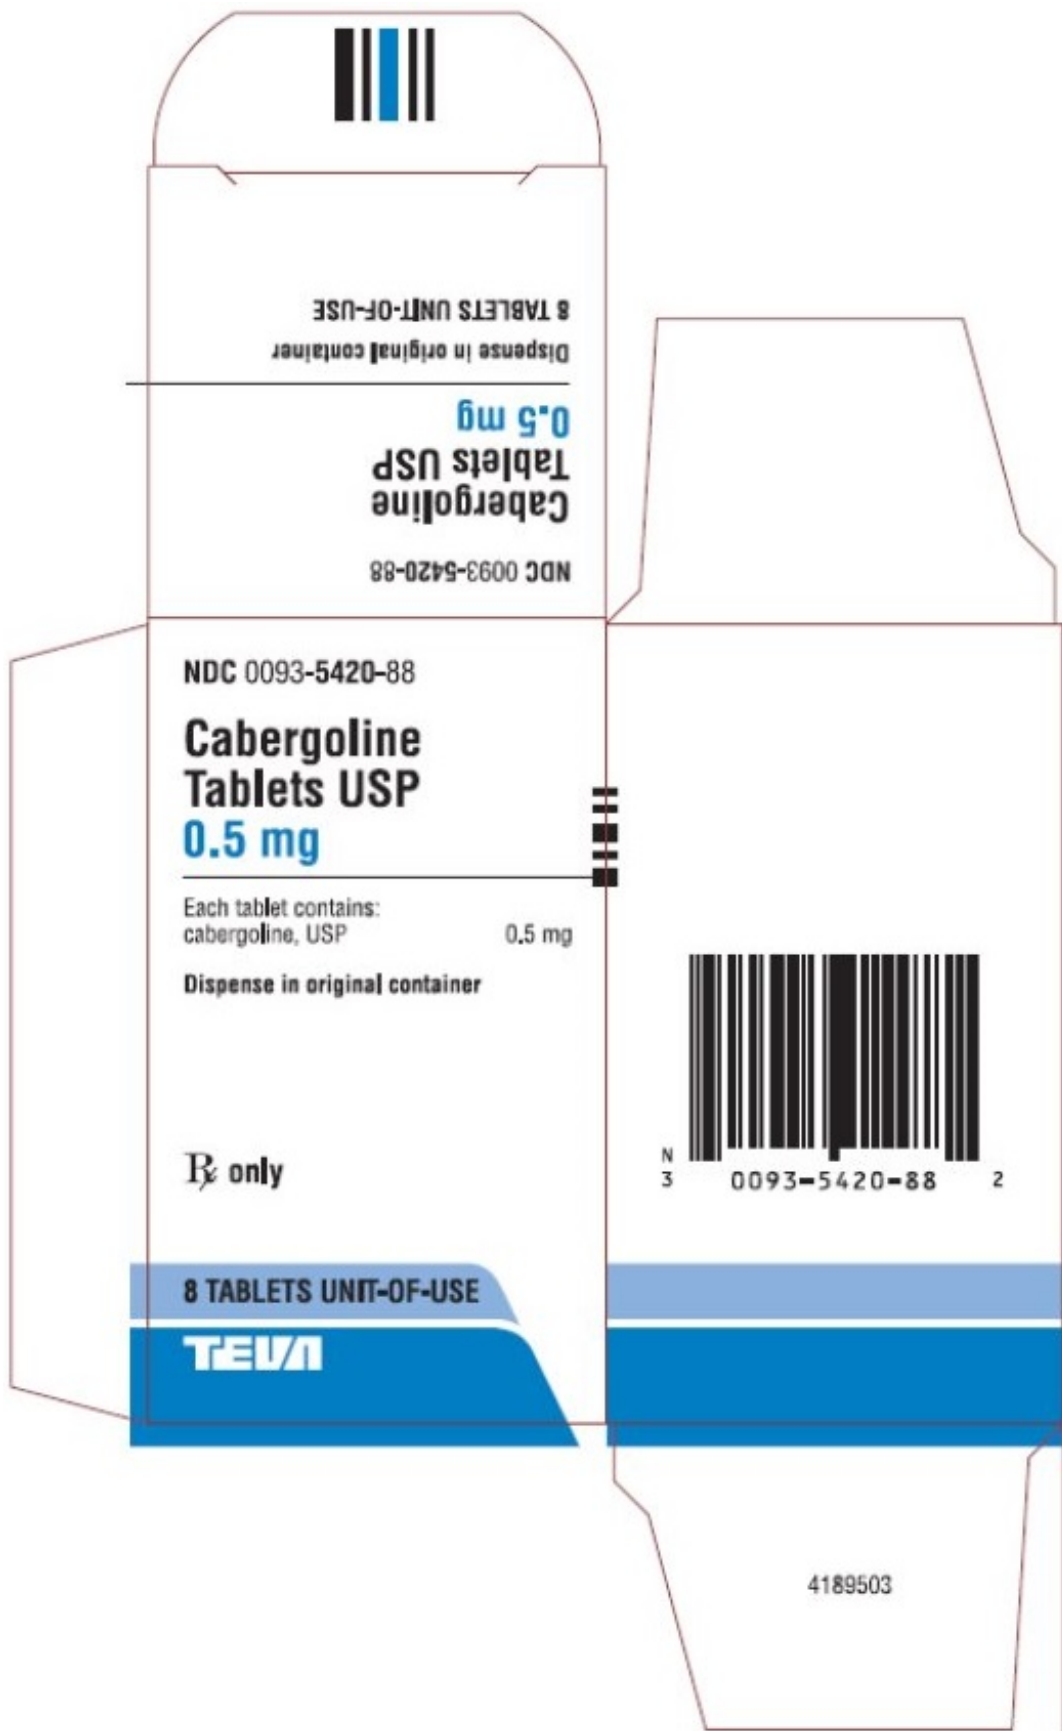 8 TABLETS UNIT-OF-USE
Dispense in original container
0.5 mg
Cabergoline
Tablets USP
NDC 0093-5420-88
NDC 0093-5420-88
Cabergoline
Tablets USP
0.5 mg
Each tablet contains:
cabergoline, USP 0.5 mg
Dispense in original container
Rx only
8 TABLETS UNIT-OF-USE
TEVA
N
3 0093-5420-88 2
4189503